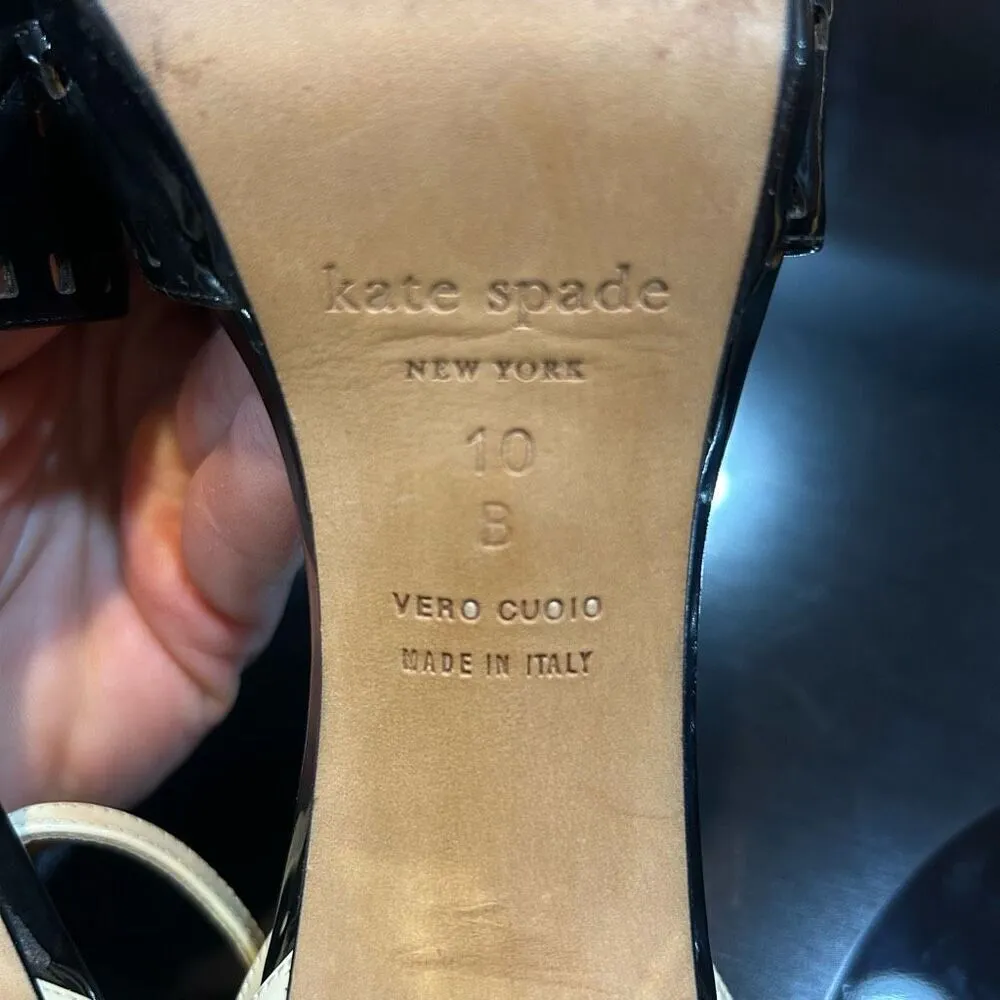 kate spade
NEW YORK
10
B
VERO CUOIO
MADE IN ITALY